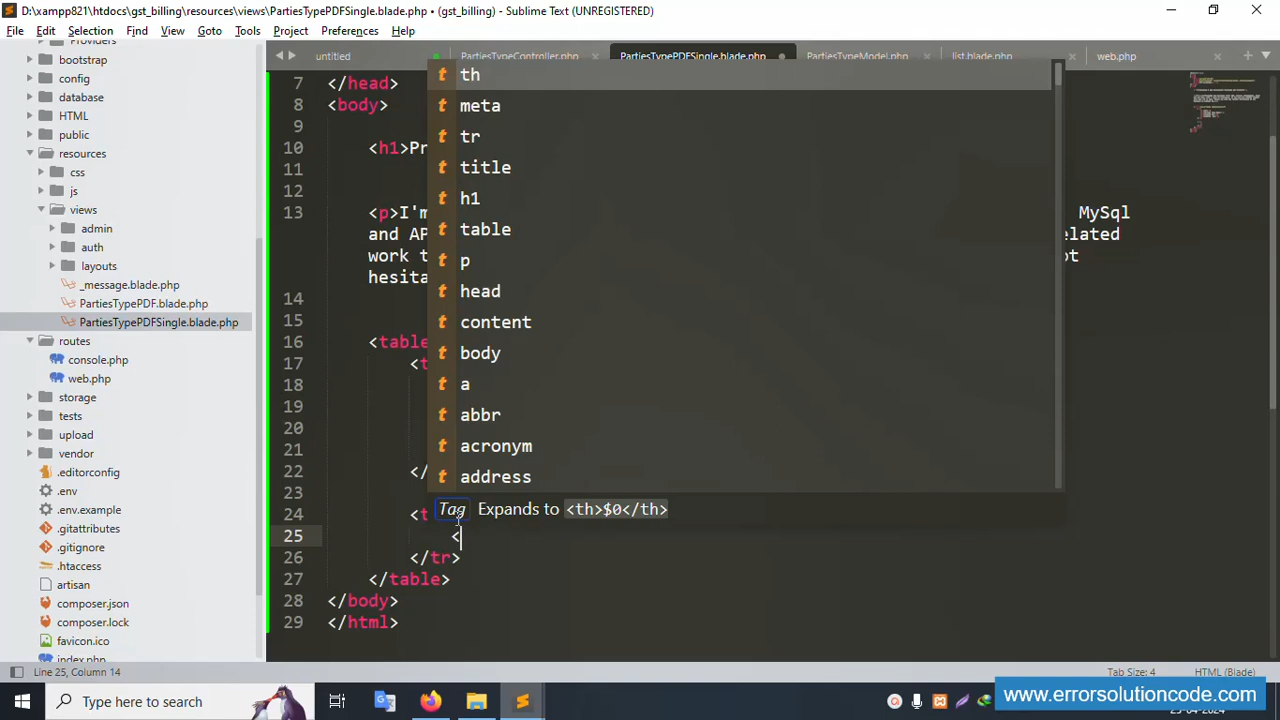 D:\xampp821\htdocs\gst_billing\resources\views\PartiesTypePDFSingle.blade.php • (gst_billing) - Sublime Text (UNREGISTERED)
File Edit Selection Find View Goto Tools Project Preferences Help
untitled PartiesTypeController.php PartiesTypePDFSingle.blade.php PartiesTypeModel.php list.blade.php web.php
Providers
bootstrap
config
database
HTML
public
resources
css
js
views
admin
auth
layouts
_message.blade.php
PartiesTypePDF.blade.php
PartiesTypePDFSingle.blade.php
routes
console.php
web.php
storage
tests
upload
vendor
.editorconfig
.env
.env.example
.gitattributes
.gitignore
.htaccess
artisan
composer.json
composer.lock
favicon.ico
index.php
7 </head>
8 <body>
9
10 <h1>Pr
11
12
13 <p>I'm MySql
and AP elated
work t ot
hesita
14
15
16 <table
17 <t
18
19
20
21
22 </
23
24 <t
25 <
26 </tr>
27 </table>
28 </body>
29 </html>
t th
t meta
t tr
t title
t h1
t table
t p
t head
t content
t body
t a
t abbr
t acronym
t address
Tag Expands to <th>$0</th>
Line 25, Column 14 Tab Size: 4 HTML (Blade)
Type here to search
www.errorsolutioncode.com